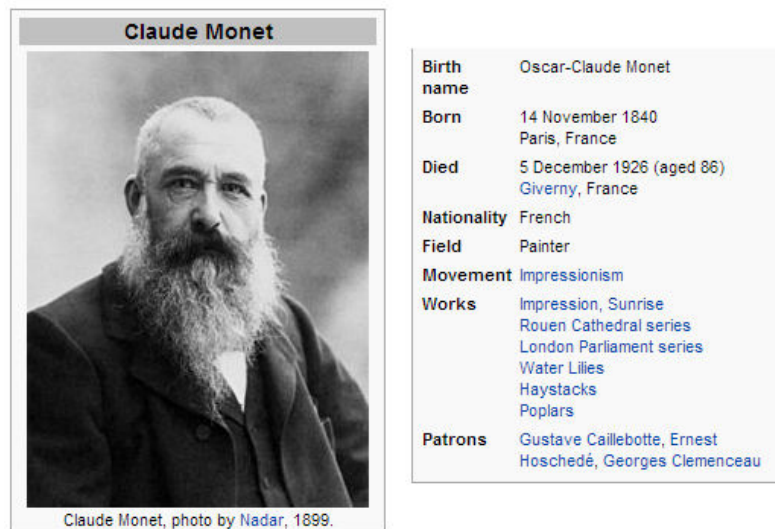 Claude Monet
Claude Monet, photo by Nadar, 1899.
Birth name Oscar-Claude Monet
Born 14 November 1840
Paris, France
Died 5 December 1926 (aged 86)
Giverny, France
Nationality French
Field Painter
Movement Impressionism
Works Impression, Sunrise
Rouen Cathedral series
London Parliament series
Water Lilies
Haystacks
Poplars
Patrons Gustave Caillebotte, Ernest
Hoschedé, Georges Clemenceau